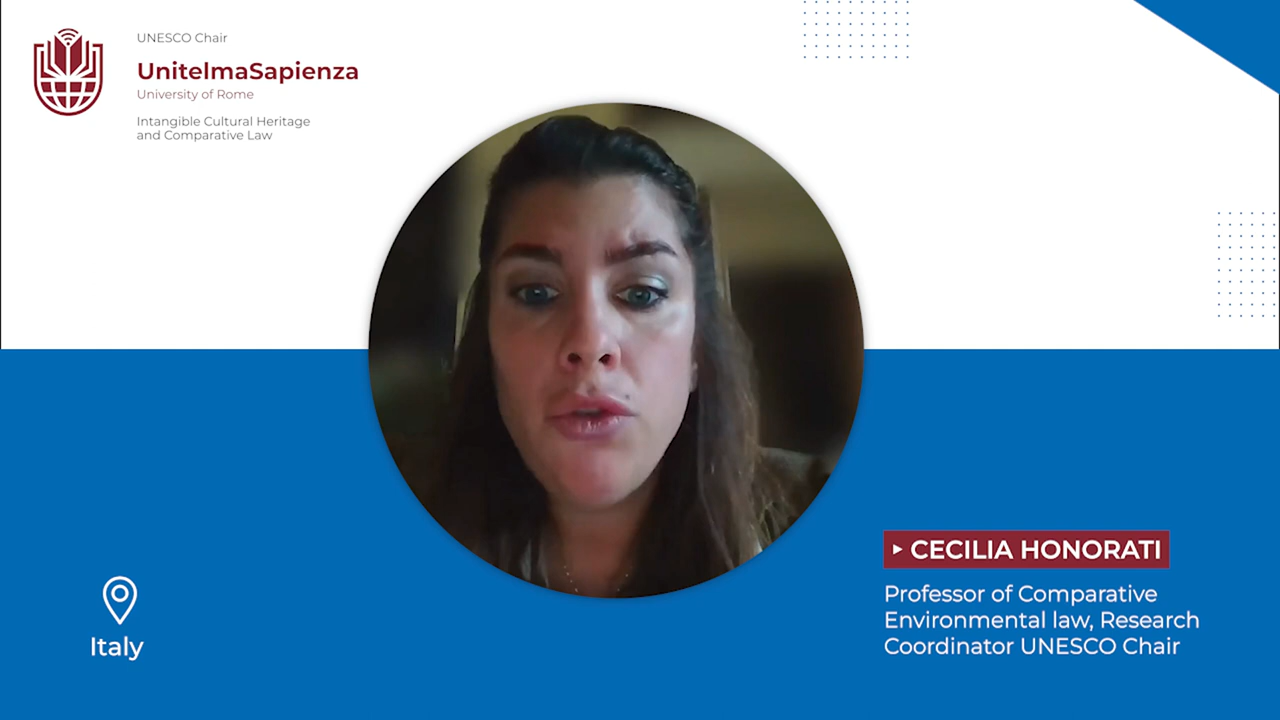 UNESCO Chair
UnitelmaSapienza
University of Rome
Intangible Cultural Heritage
and Comparative Law
CECILIA HONORATI
Professor of Comparative
Environmental law, Research
Coordinator UNESCO Chair
Italy